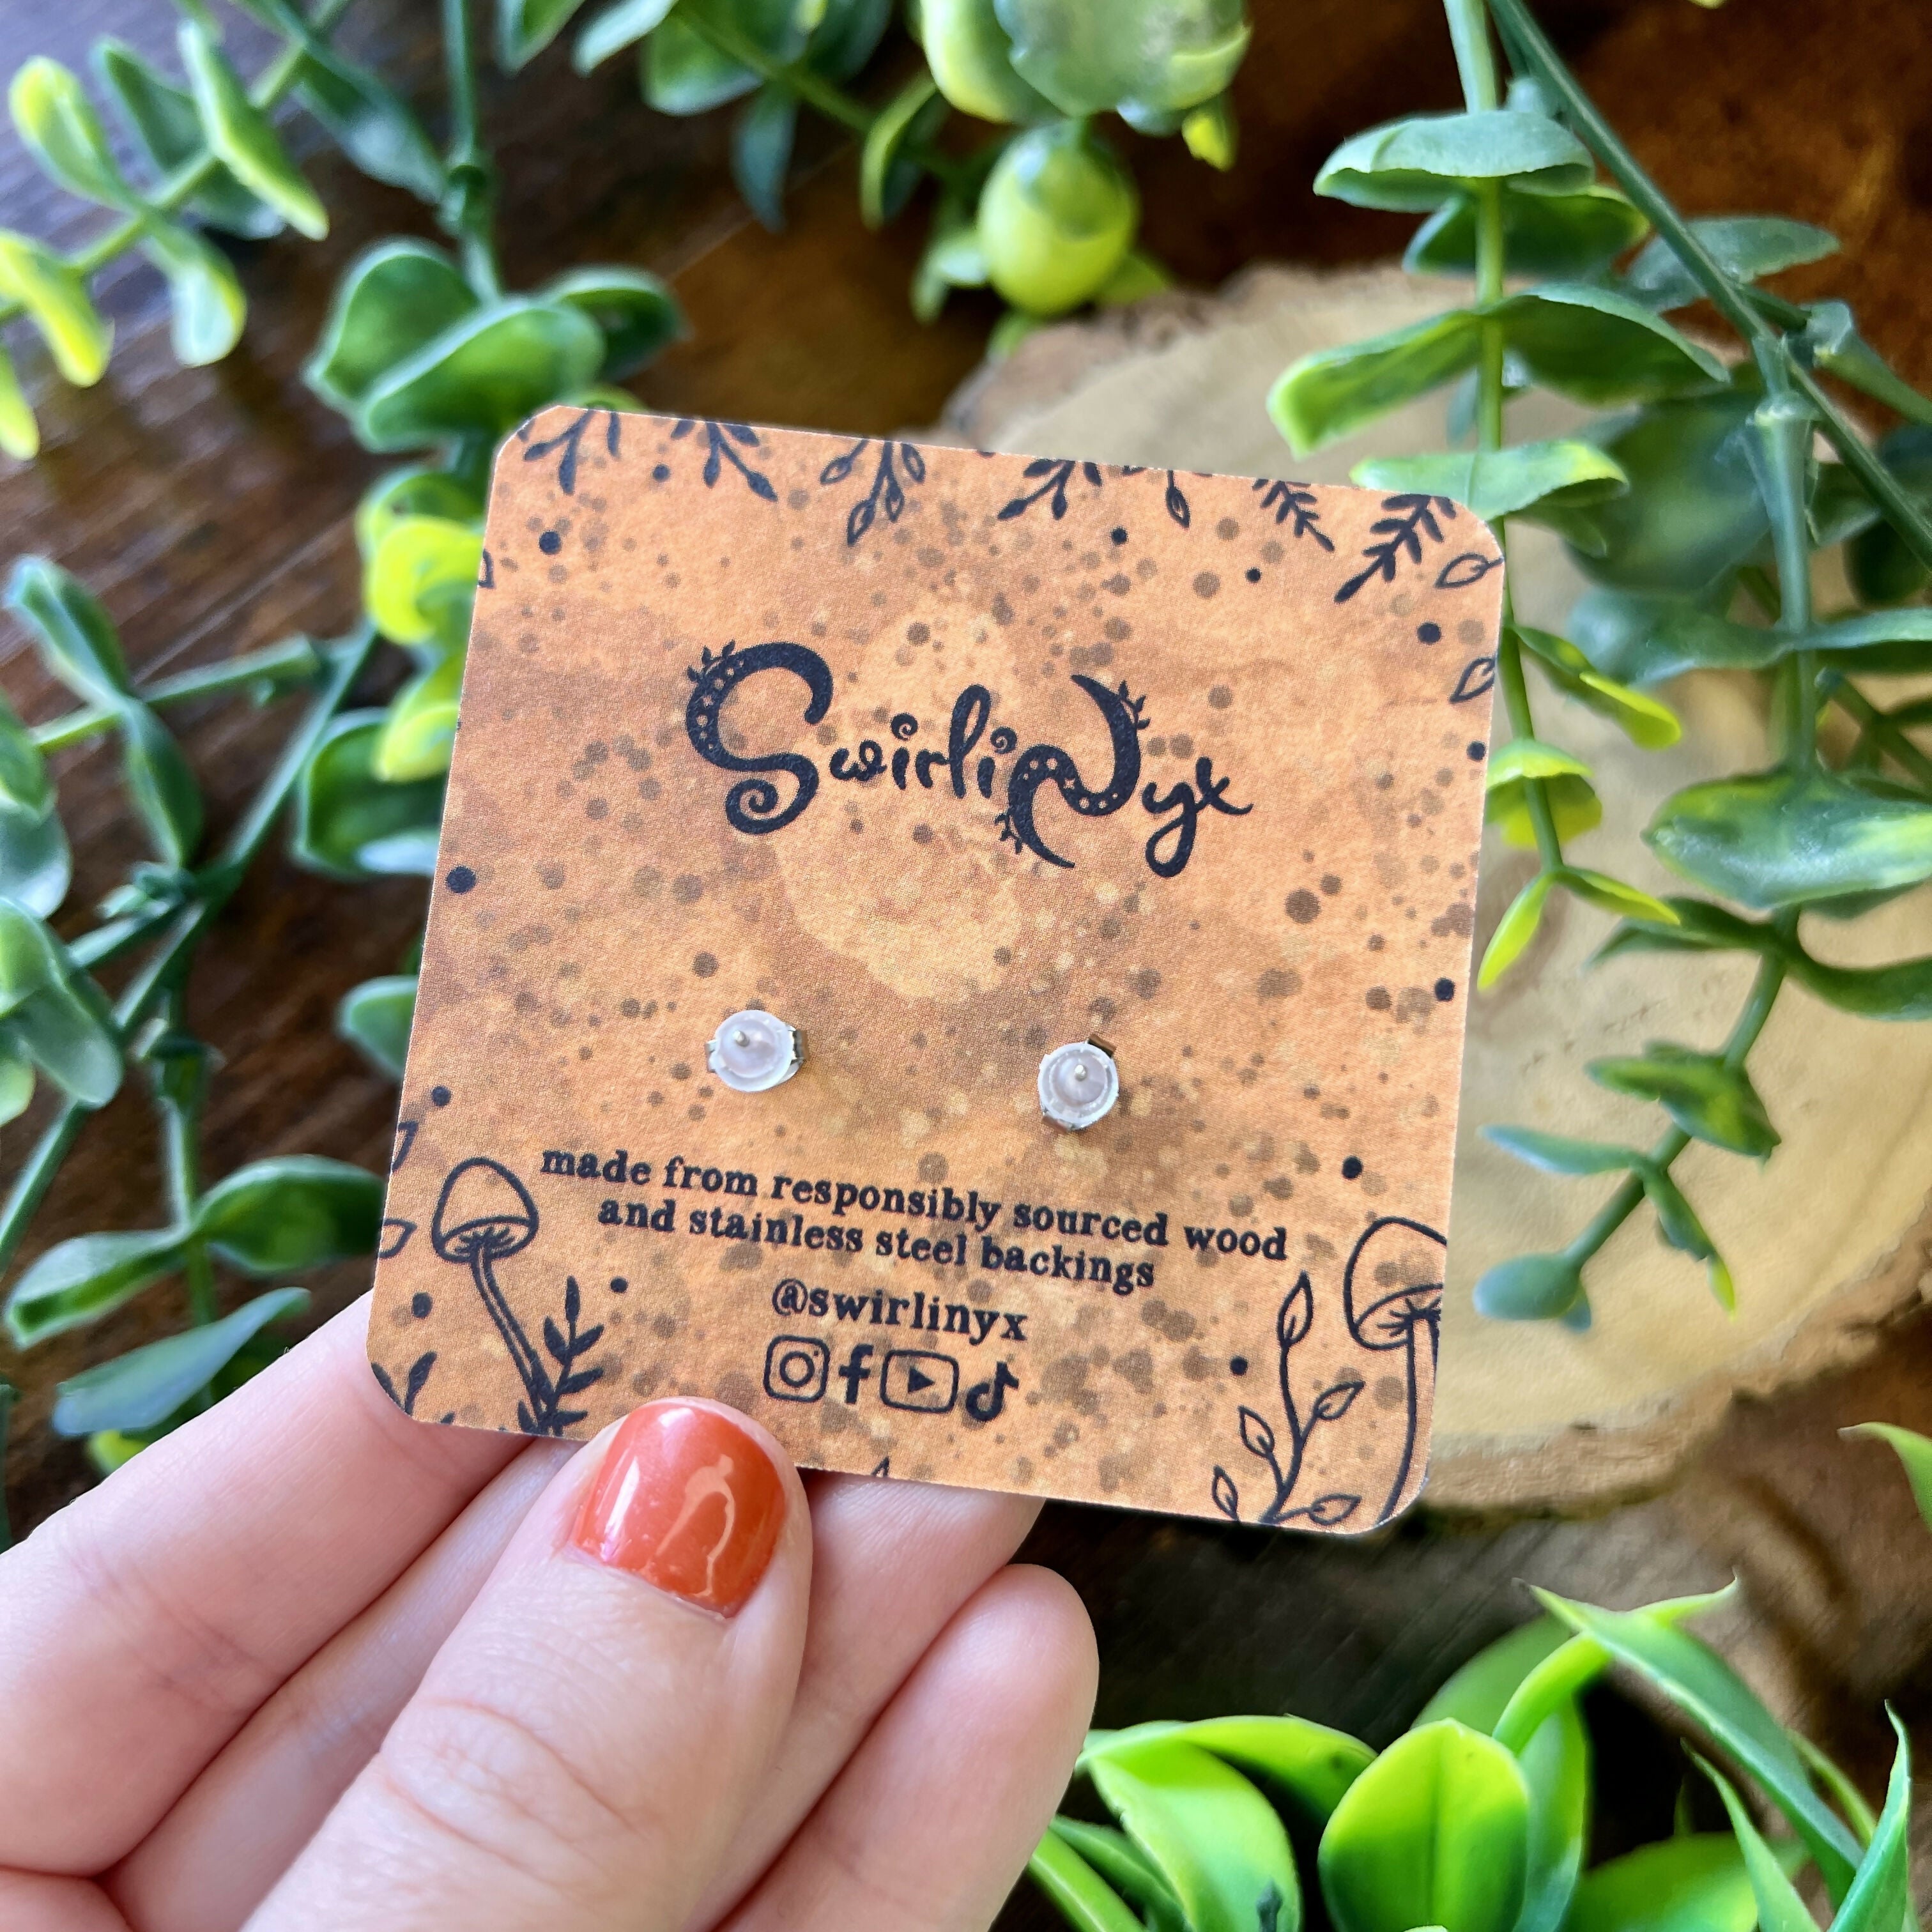 SwirliNyx
made from responsibly sourced wood
and stainless steel backings
@swirlinyx